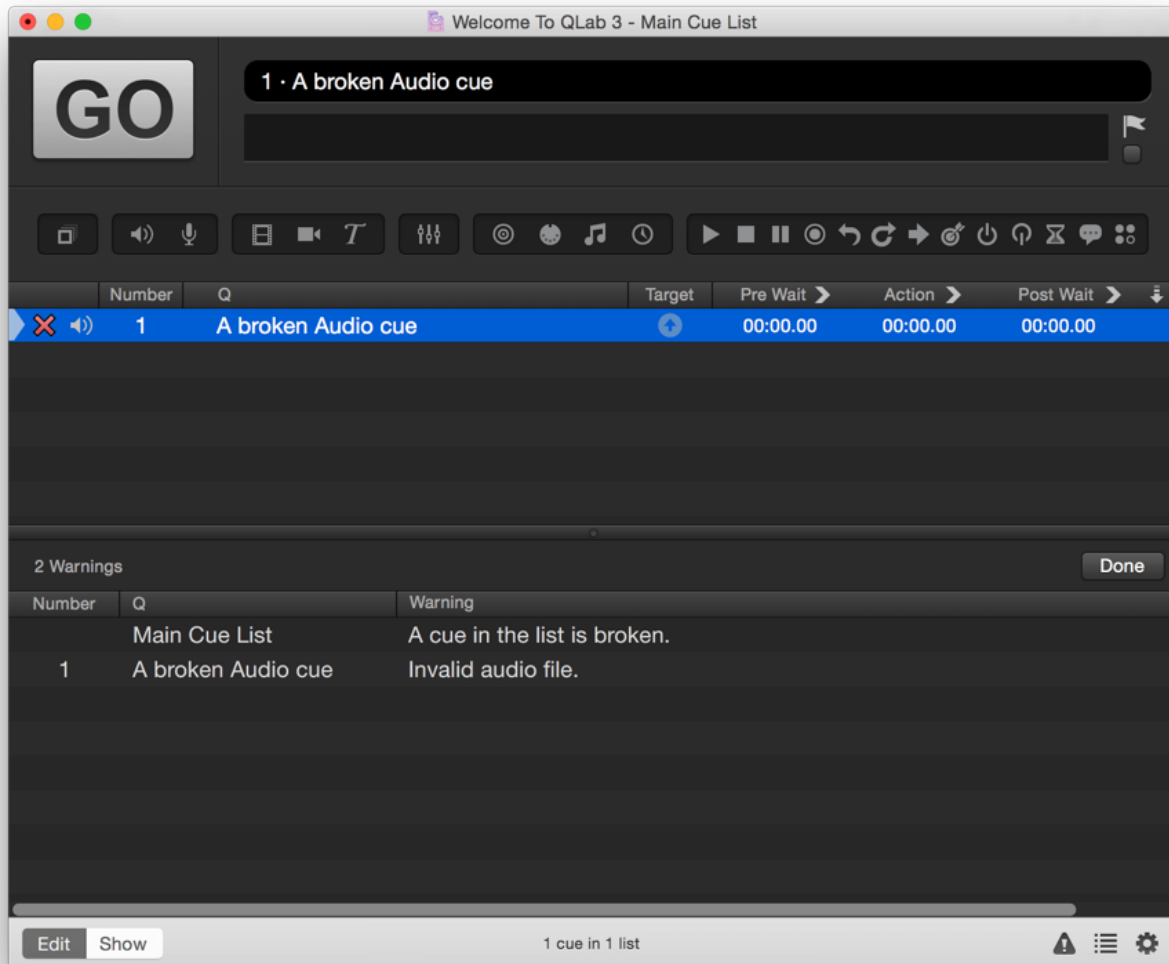 Welcome To QLab 3 - Main Cue List
GO
1 · A broken Audio cue
Number Q Target Pre Wait Action Post Wait
1 A broken Audio cue 00:00.00 00:00.00 00:00.00
2 Warnings Done
Number Q Warning
Main Cue List A cue in the list is broken.
1 A broken Audio cue Invalid audio file.
Edit Show 1 cue in 1 list